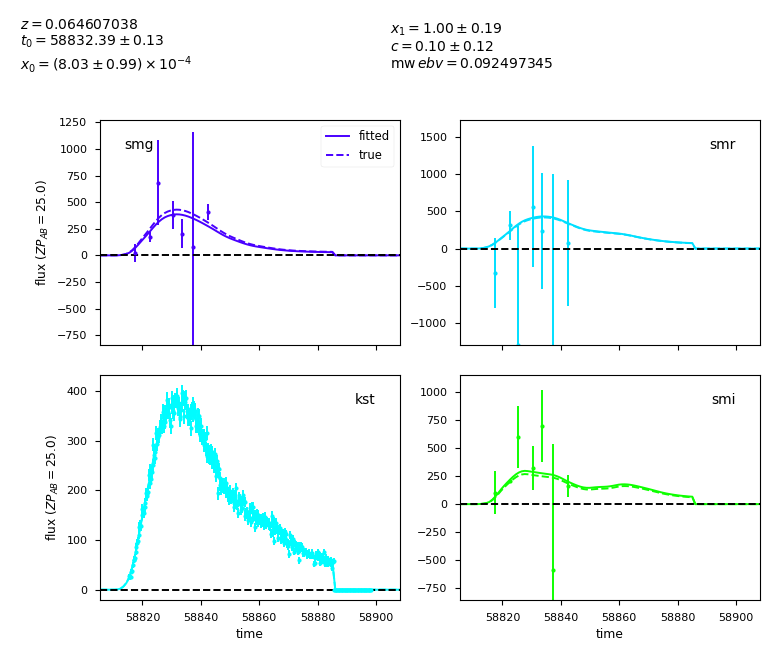 z = 0.064607038
t₀ = 58832.39 ± 0.13
x₀ = (8.03 ± 0.99) × 10⁻⁴
x₁ = 1.00 ± 0.19
c = 0.10 ± 0.12
mwebv = 0.092497345
smg
fitted
true
1250
1000
750
500
250
0
−250
−500
−750
flux (ZP_AB = 25.0)
smr
1500
1000
500
0
−500
−1000
kst
400
300
200
100
0
flux (ZP_AB = 25.0)
58820 58840 58860 58880 58900
time
smi
1000
750
500
250
0
−250
−500
−750
58820 58840 58860 58880 58900
time